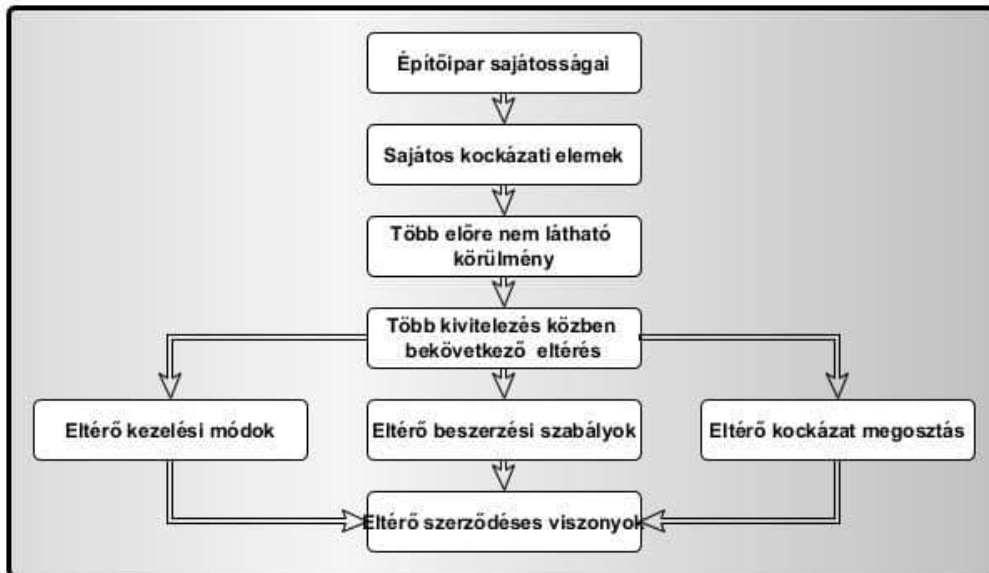 Építőipar sajátosságai
Sajátos kockázati elemek
Több előre nem látható
körülmény
Több kivitelezés közben
bekövetkező eltérés
Eltérő kezelési módok
Eltérő beszerzési szabályok
Eltérő kockázat megosztás
Eltérő szerződéses viszonyok